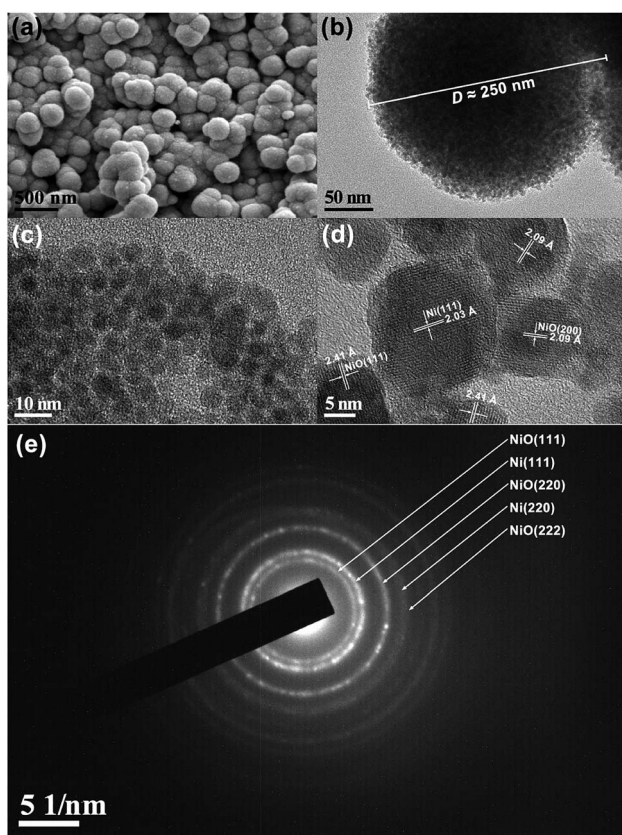 (a)
500 nm
(b)
D ≈ 250 nm
50 nm
(c)
10 nm
(d)
2.09 Å
Ni(111)
2.03 Å
NiO(200)
2.09 Å
2.41 Å
NiO(111)
2.41 Å
5 nm
(e)
NiO(111)
Ni(111)
NiO(220)
Ni(220)
NiO(222)
5 1/nm